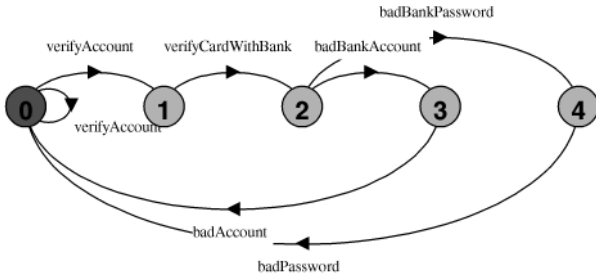 badBankPassword
verifyAccount
verifyCardWithBank
badBankAccount
0
1
2
3
4
verifyAccount
badAccount
badPassword